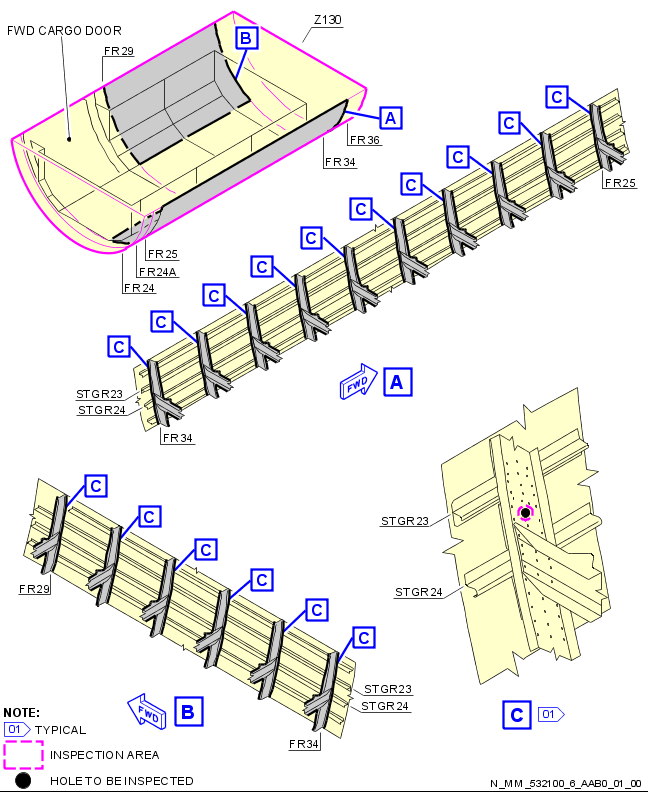 Z130
FWD CARGO DOOR
B
FR29
A
FR36
FR34
FR25
FR24A
FR24
C
C
C
C
C
C
C
C
C
C
FR25
STGR23
STGR24
FR34
FWD
A
C
C
C
C
C
C
FR29
STGR23
STGR24
FR34
FWD
B
STGR23
STGR24
C
01
NOTE:
01 TYPICAL
INSPECTION AREA
HOLE TO BE INSPECTED
N_MM_532100_6_AAB0_01_00